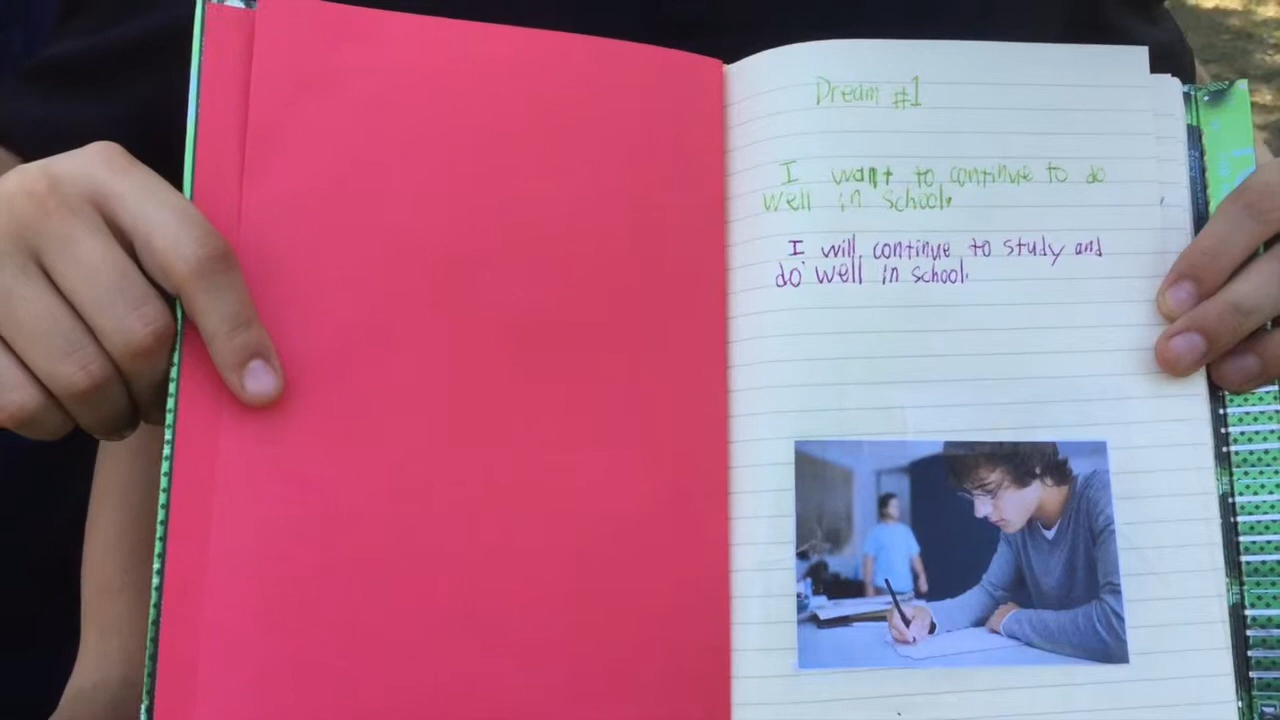 Dream #1
I want to continue to do
well in school.
I will continue to study and
do well in school.